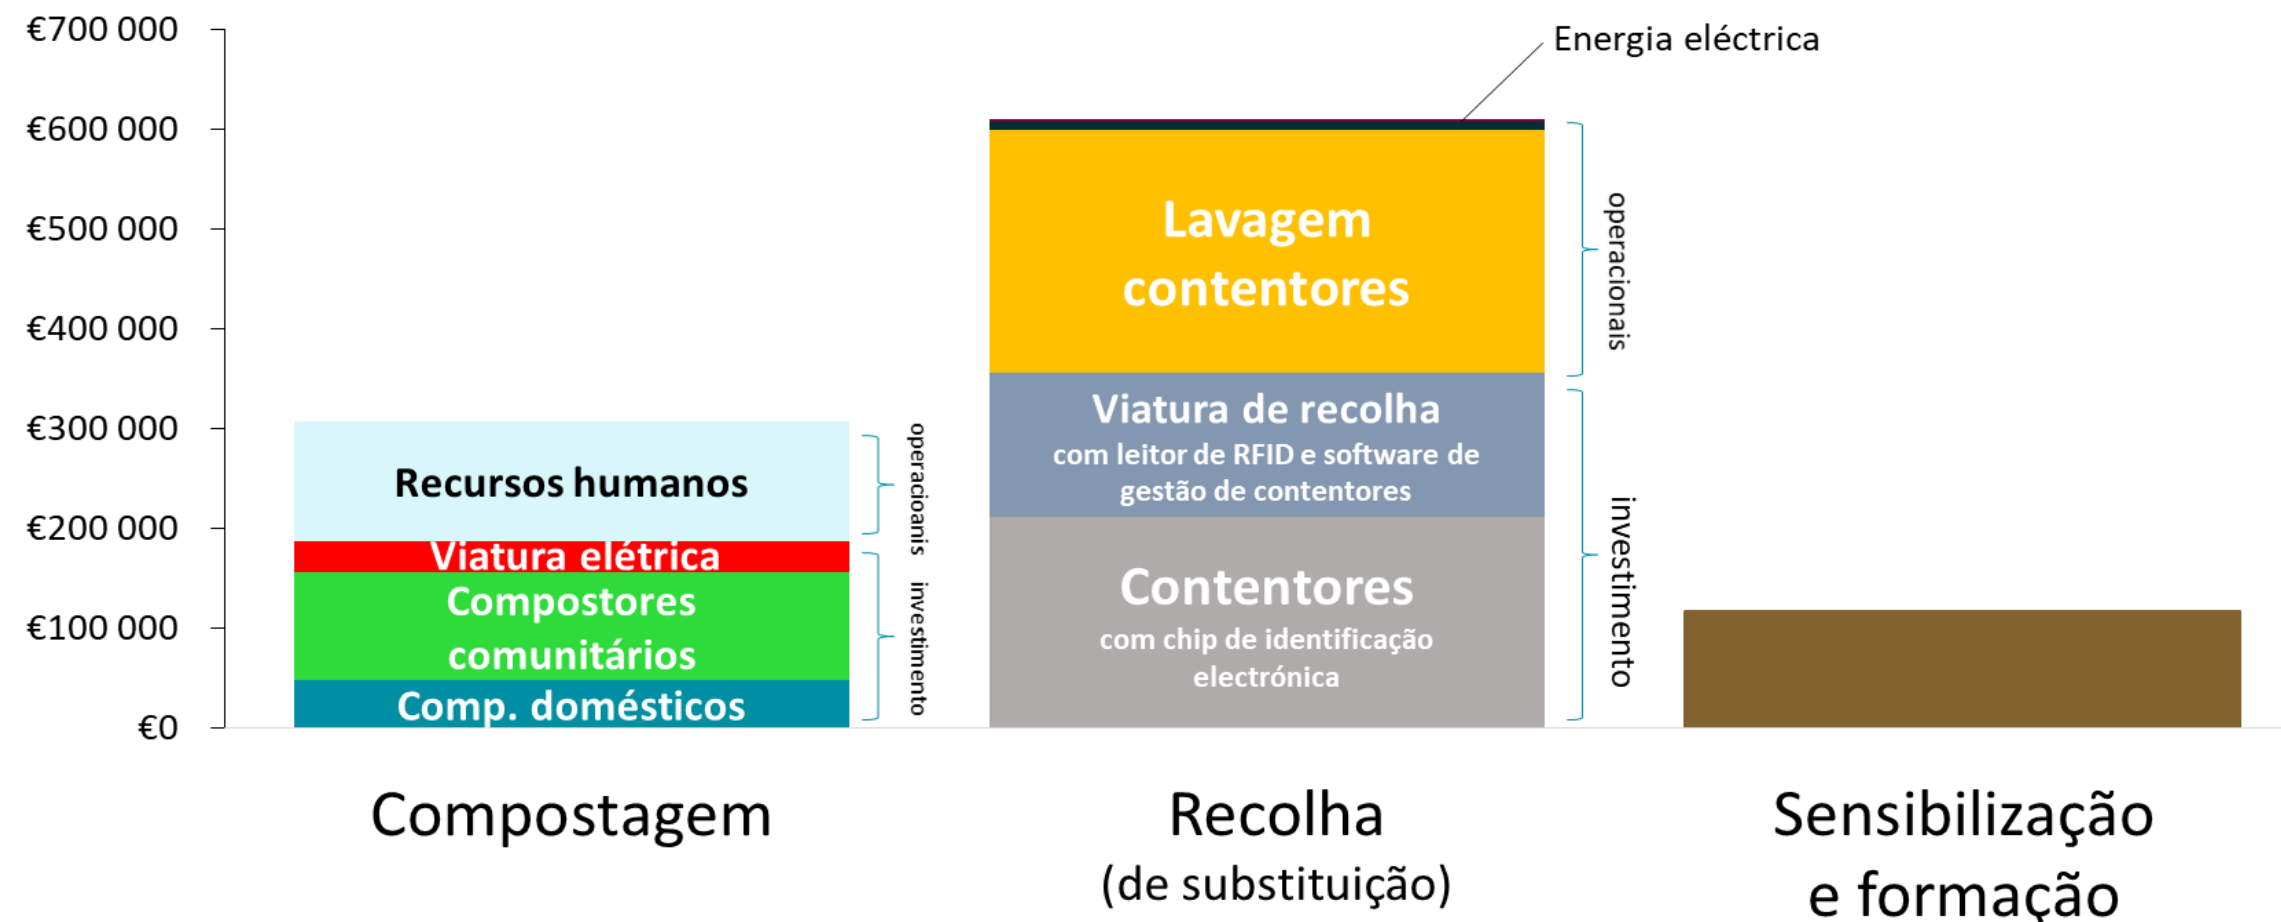 €700 000
€600 000
€500 000
€400 000
€300 000
€200 000
€100 000
€0
Recursos humanos
Viatura elétrica
Compostores
comunitários
Comp. domésticos
operacioanis
investimento
Energia eléctrica
Lavagem
contentores
Viatura de recolha
com leitor de RFID e software de
gestão de contentores
Contentores
com chip de identificação
electrónica
operacionais
investimento
Compostagem
Recolha
(de substituição)
Sensibilização
e formação